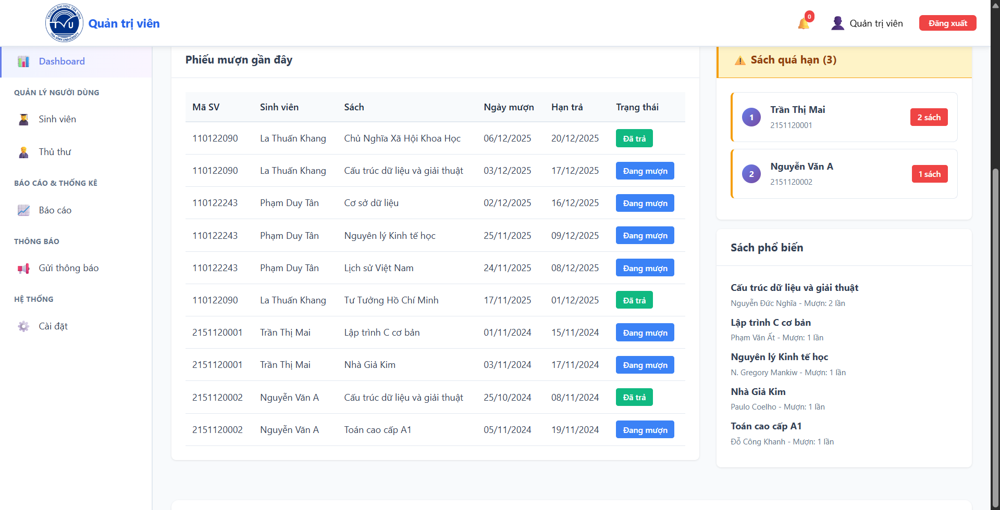 TRƯỜNG ĐẠI HỌC TRÀ VINH
TVU
TRA VINH UNIVERSITY
Quản trị viên
0
Quản trị viên
Đăng xuất
Dashboard
QUẢN LÝ NGƯỜI DÙNG
Sinh viên
Thủ thư
BÁO CÁO & THỐNG KÊ
Báo cáo
THÔNG BÁO
Gửi thông báo
HỆ THỐNG
Cài đặt
Phiếu mượn gần đây
Mã SV Sinh viên Sách Ngày mượn Hạn trả Trạng thái
110122090 La Thuấn Khang Chủ Nghĩa Xã Hội Khoa Học 06/12/2025 20/12/2025 Đã trả
110122090 La Thuấn Khang Cấu trúc dữ liệu và giải thuật 03/12/2025 17/12/2025 Đang mượn
110122243 Phạm Duy Tân Cơ sở dữ liệu 02/12/2025 16/12/2025 Đang mượn
110122243 Phạm Duy Tân Nguyên lý Kinh tế học 25/11/2025 09/12/2025 Đang mượn
110122243 Phạm Duy Tân Lịch sử Việt Nam 24/11/2025 08/12/2025 Đang mượn
110122090 La Thuấn Khang Tư Tưởng Hồ Chí Minh 17/11/2025 01/12/2025 Đã trả
2151120001 Trần Thị Mai Lập trình C cơ bản 01/11/2024 15/11/2024 Đang mượn
2151120001 Trần Thị Mai Nhà Giả Kim 03/11/2024 17/11/2024 Đang mượn
2151120002 Nguyễn Văn A Cấu trúc dữ liệu và giải thuật 25/10/2024 08/11/2024 Đã trả
2151120002 Nguyễn Văn A Toán cao cấp A1 05/11/2024 19/11/2024 Đang mượn
Sách quá hạn (3)
1
Trần Thị Mai
2151120001
2 sách
2
Nguyễn Văn A
2151120002
1 sách
Sách phổ biến
Cấu trúc dữ liệu và giải thuật
Nguyễn Đức Nghĩa - Mượn: 2 lần
Lập trình C cơ bản
Phạm Văn Ất - Mượn: 1 lần
Nguyên lý Kinh tế học
N. Gregory Mankiw - Mượn: 1 lần
Nhà Giả Kim
Paulo Coelho - Mượn: 1 lần
Toán cao cấp A1
Đỗ Công Khanh - Mượn: 1 lần